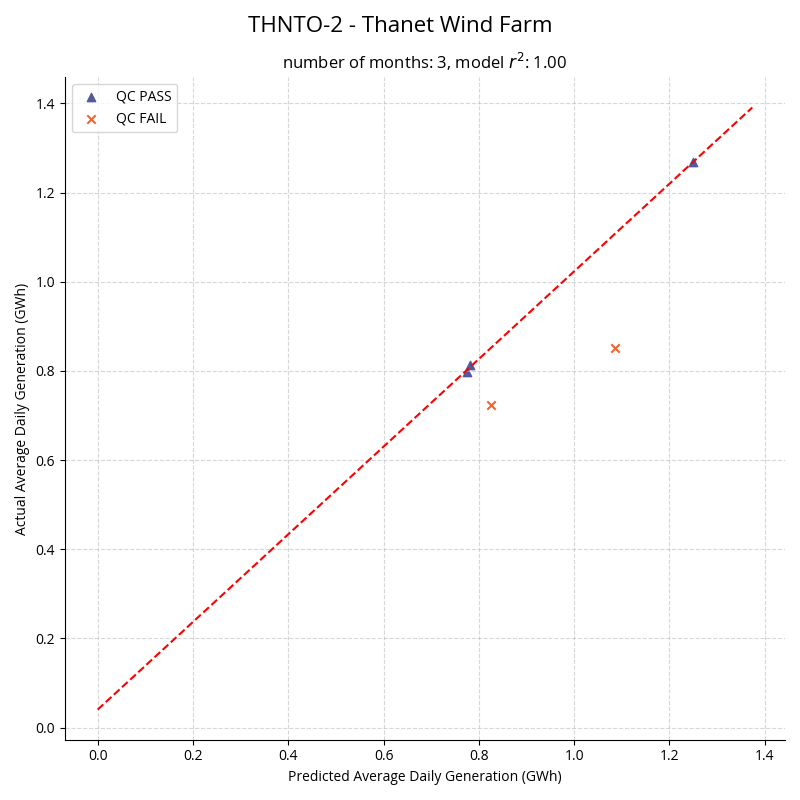 THNTO-2 - Thanet Wind Farm
number of months: 3, model r²: 1.00
QC PASS
QC FAIL
1.4
1.2
1.0
0.8
0.6
0.4
0.2
0.0
Actual Average Daily Generation (GWh)
0.0 0.2 0.4 0.6 0.8 1.0 1.2 1.4
Predicted Average Daily Generation (GWh)